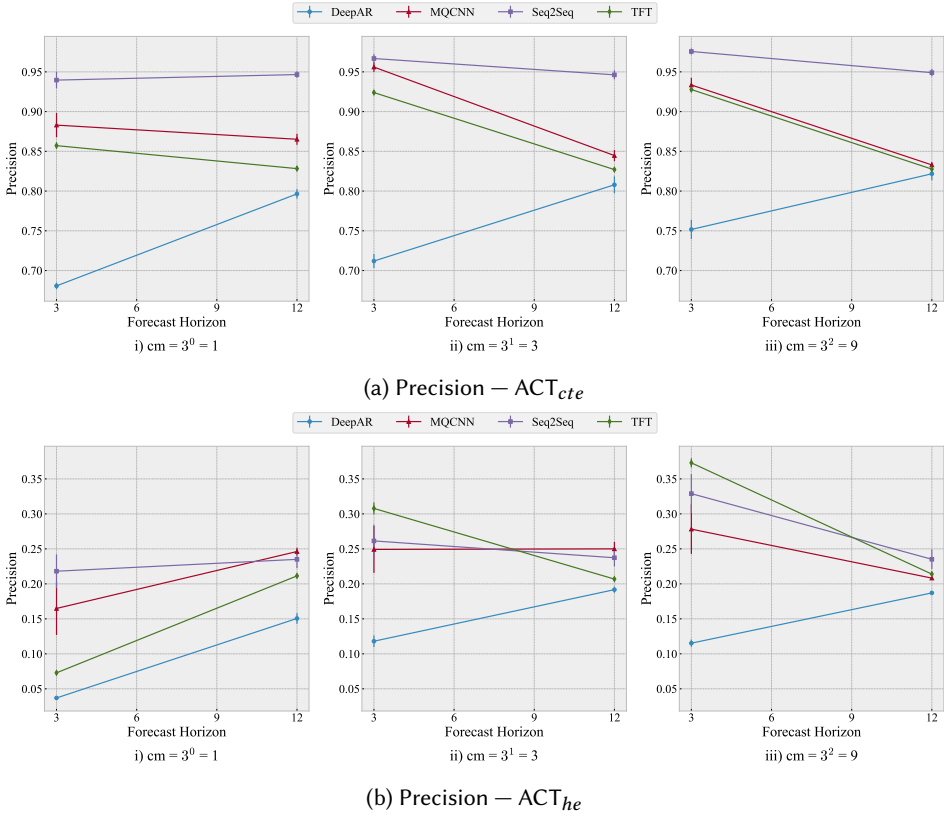 DeepAR MQCNN Seq2Seq TFT
Precision
0.95
0.90
0.85
0.80
0.75
0.70
3 6 9 12
Forecast Horizon
i) cm = 3⁰ = 1
Precision
0.95
0.90
0.85
0.80
0.75
0.70
3 6 9 12
Forecast Horizon
ii) cm = 3¹ = 3
Precision
0.95
0.90
0.85
0.80
0.75
0.70
3 6 9 12
Forecast Horizon
iii) cm = 3² = 9
(a) Precision — ACT_cte
DeepAR MQCNN Seq2Seq TFT
Precision
0.35
0.30
0.25
0.20
0.15
0.10
0.05
3 6 9 12
Forecast Horizon
i) cm = 3⁰ = 1
Precision
0.35
0.30
0.25
0.20
0.15
0.10
0.05
3 6 9 12
Forecast Horizon
ii) cm = 3¹ = 3
Precision
0.35
0.30
0.25
0.20
0.15
0.10
0.05
3 6 9 12
Forecast Horizon
iii) cm = 3² = 9
(b) Precision — ACT_he